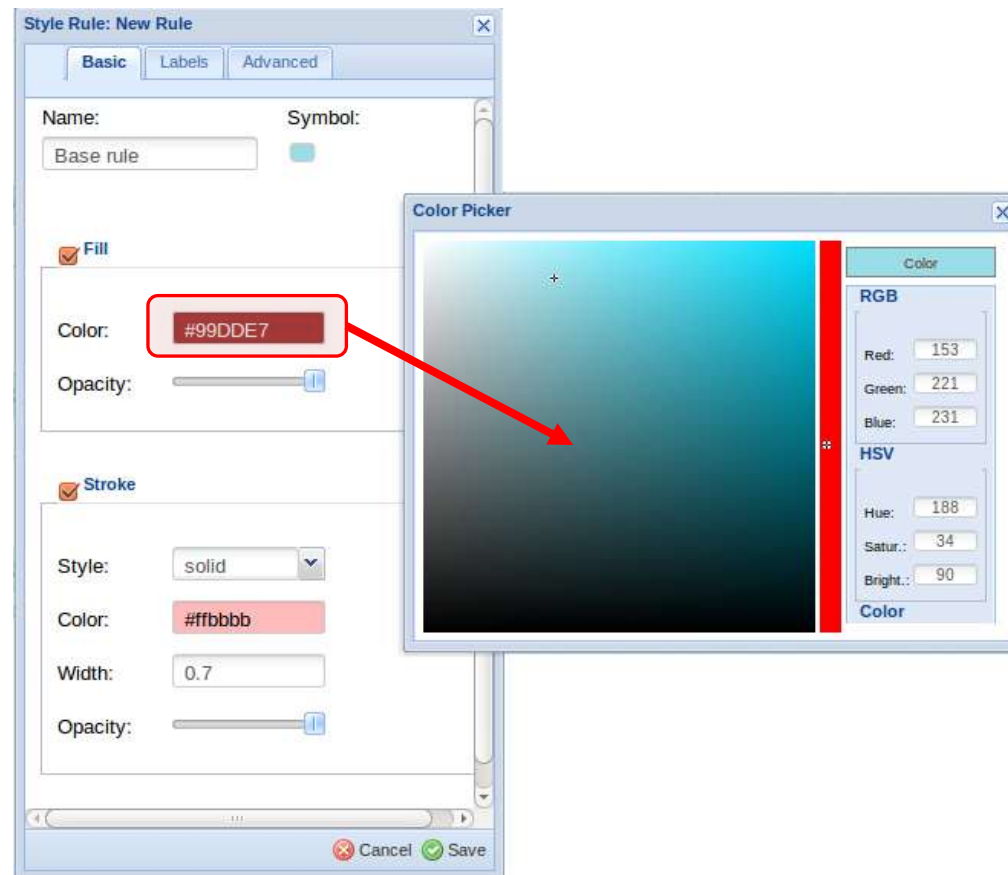 Style Rule: New Rule
Basic Labels Advanced
Name: Symbol:
Base rule
Fill
Color: #99DDE7
Opacity:
Stroke
Style: solid
Color: #ffbbbb
Width: 0.7
Opacity:
Cancel Save
Color Picker
Color
RGB
Red: 153
Green: 221
Blue: 231
HSV
Hue: 188
Satur.: 34
Bright.: 90
Color